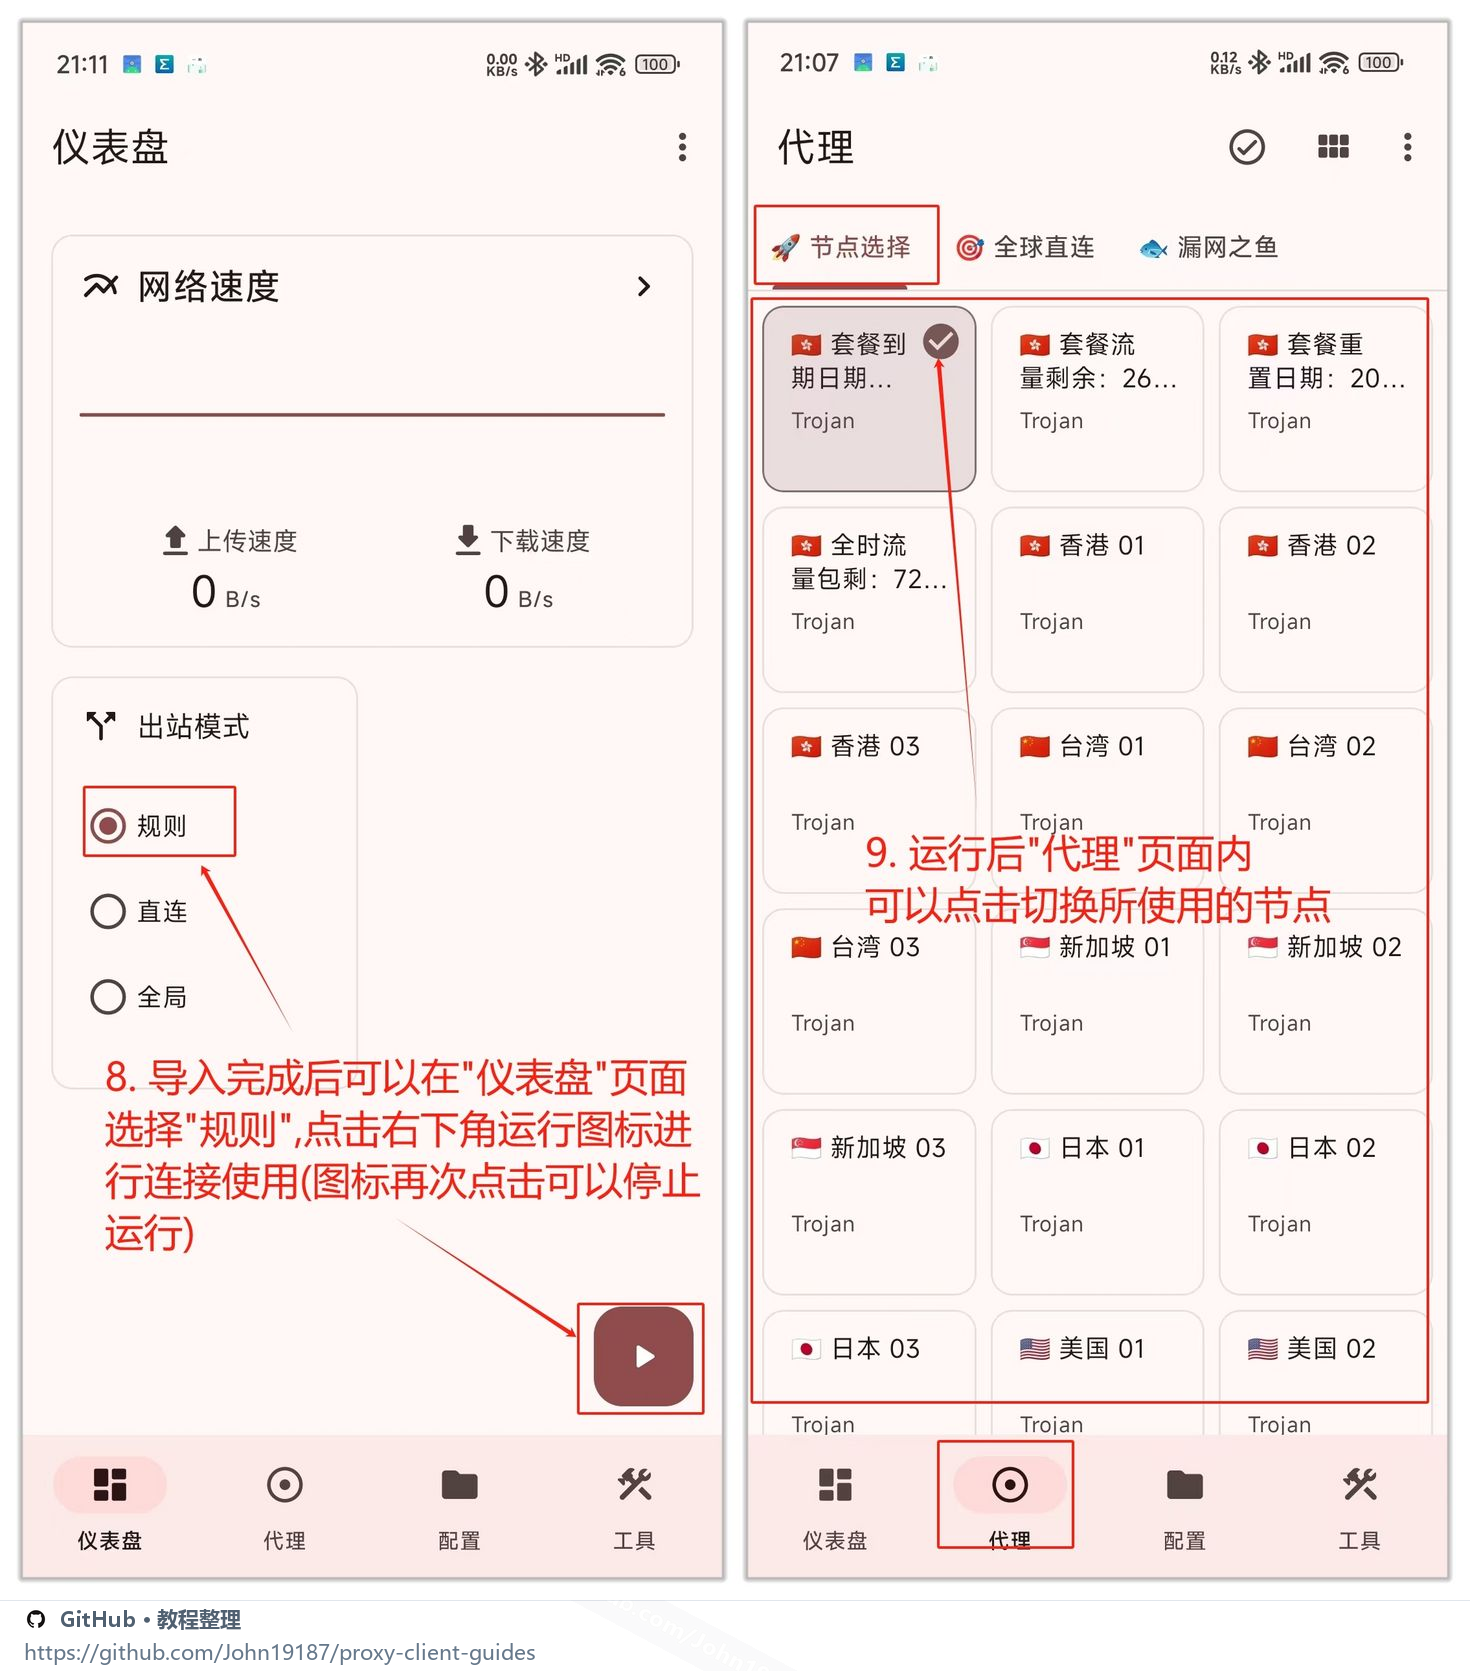 21:11
0.00
KB/s
HD
6
100
仪表盘
网络速度
上传速度
下载速度
0 B/s
0 B/s
出站模式
规则
直连
全局
8. 导入完成后可以在"仪表盘"页面
选择"规则",点击右下角运行图标进
行连接使用(图标再次点击可以停止
运行)
仪表盘
代理
配置
工具
21:07
0.12
KB/s
HD
6
100
代理
节点选择
全球直连
漏网之鱼
套餐到
期日期...
Trojan
套餐流
量剩余：26...
Trojan
套餐重
置日期：20...
Trojan
全时流
量包剩：72...
Trojan
香港 01
Trojan
香港 02
Trojan
香港 03
Trojan
台湾 01
Trojan
台湾 02
Trojan
9. 运行后"代理"页面内
可以点击切换所使用的节点
台湾 03
Trojan
新加坡 01
Trojan
新加坡 02
Trojan
新加坡 03
Trojan
日本 01
Trojan
日本 02
Trojan
日本 03
Trojan
美国 01
Trojan
美国 02
Trojan
仪表盘
代理
配置
工具
GitHub • 教程整理
https://github.com/John19187/proxy-client-guides